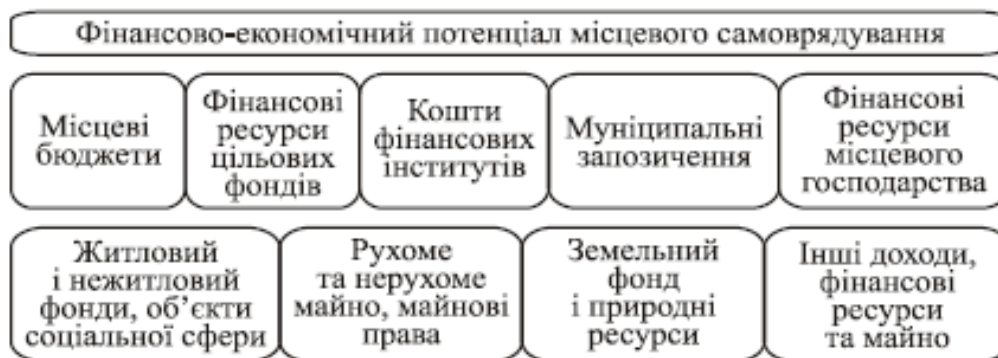 Фінансово-економічний потенціал місцевого самоврядування
Місцеві
бюджети
Фінансові
ресурси
цільових
фондів
Кошти
фінансових
інститутів
Муніципальні
запозичення
Фінансові
ресурси
місцевого
господарства
Житловий
і нежитловий
фонди, об’єкти
соціальної сфери
Рухоме
та нерухоме
майно, майнові
права
Земельний
фонд
і природні
ресурси
Інші доходи,
фінансові
ресурси
та майно